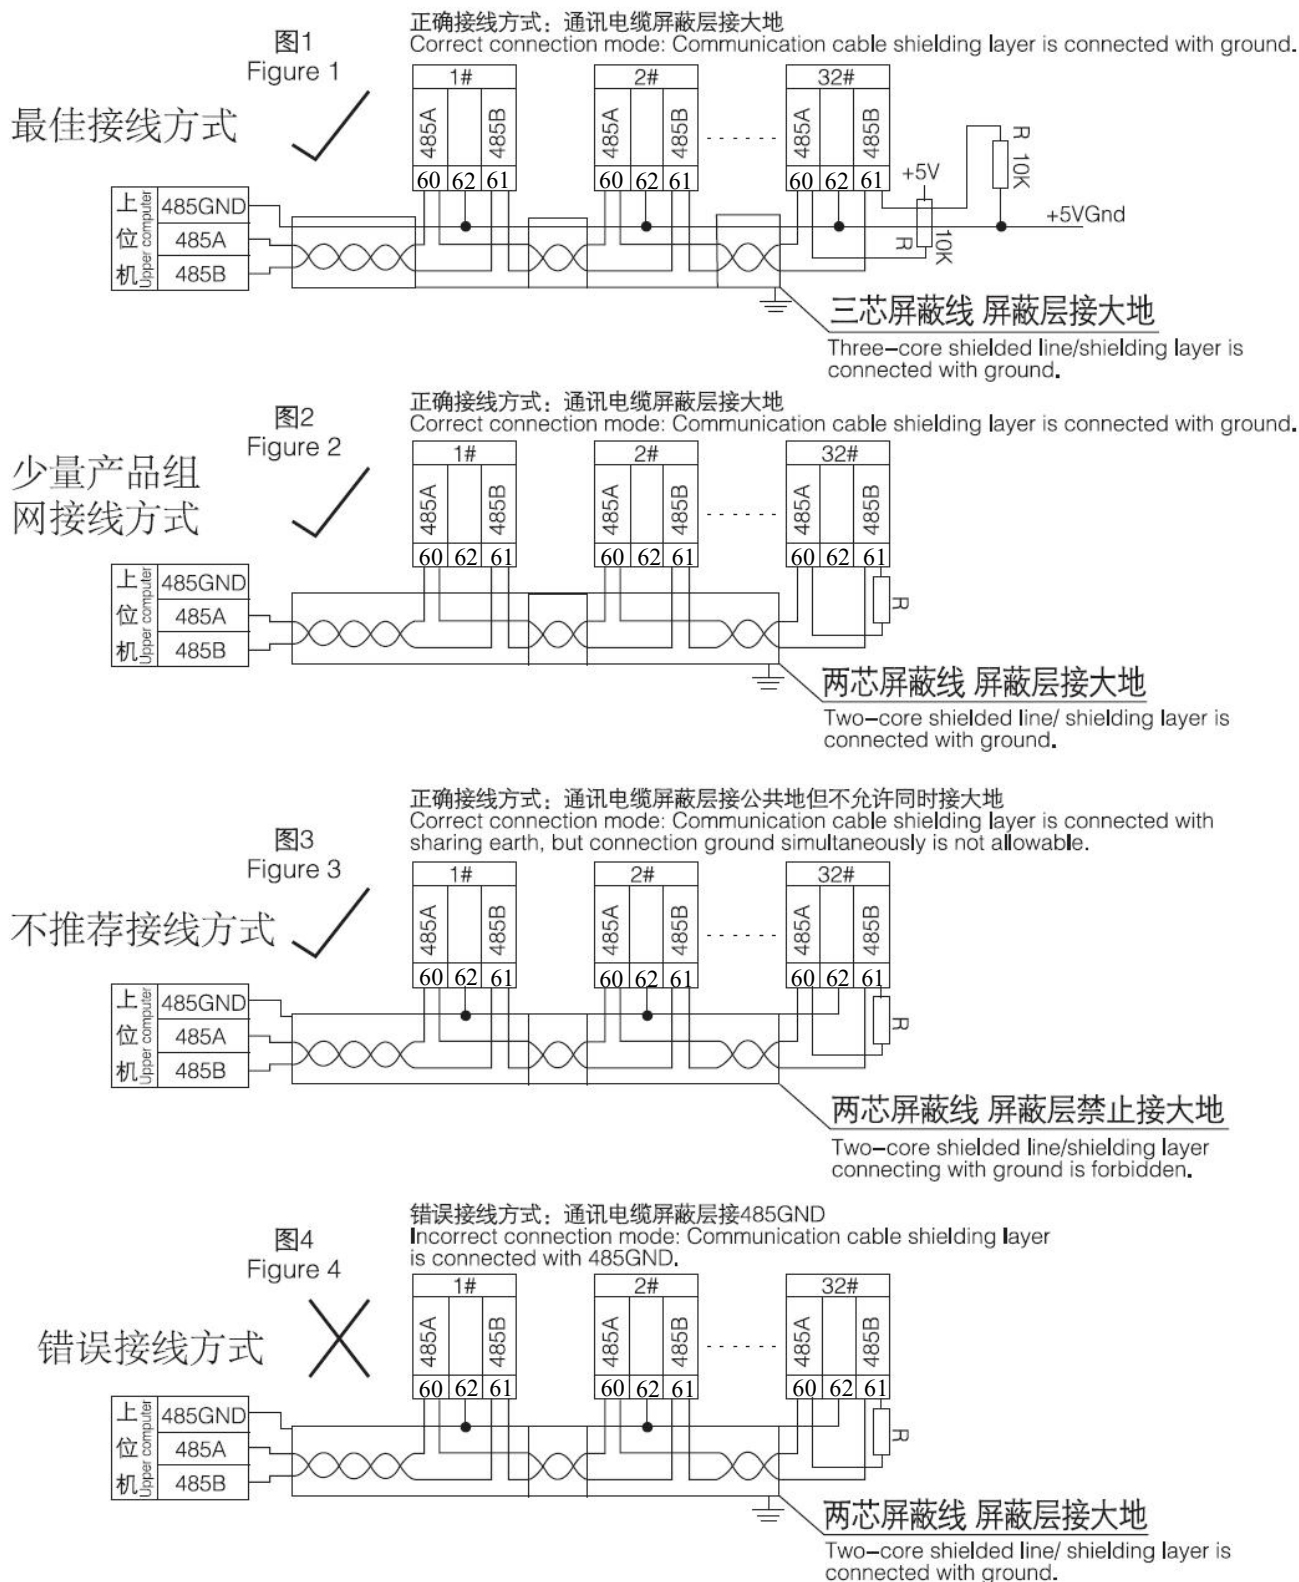 图1
Figure 1
正确接线方式：通讯电缆屏蔽层接大地
Correct connection mode: Communication cable shielding layer is connected with ground.
最佳接线方式
1#
2#
32#
485A
485B
485A
485B
485A
485B
60 62 61
60 62 61
60 62 61
+5V
R 10K
R 10K
+5VGnd
上位机
Upper computer
485GND
485A
485B
三芯屏蔽线 屏蔽层接大地
Three-core shielded line/shielding layer is
connected with ground.
图2
Figure 2
正确接线方式：通讯电缆屏蔽层接大地
Correct connection mode: Communication cable shielding layer is connected with ground.
少量产品组
网接线方式
1#
2#
32#
485A
485B
485A
485B
485A
485B
60 62 61
60 62 61
60 62 61
R
上位机
Upper computer
485GND
485A
485B
两芯屏蔽线 屏蔽层接大地
Two-core shielded line/ shielding layer is
connected with ground.
图3
Figure 3
正确接线方式：通讯电缆屏蔽层接公共地但不允许同时接大地
Correct connection mode: Communication cable shielding layer is connected with
sharing earth, but connection ground simultaneously is not allowable.
不推荐接线方式
1#
2#
32#
485A
485B
485A
485B
485A
485B
60 62 61
60 62 61
60 62 61
R
上位机
Upper computer
485GND
485A
485B
两芯屏蔽线 屏蔽层禁止接大地
Two-core shielded line/shielding layer
connecting with ground is forbidden.
图4
Figure 4
错误接线方式：通讯电缆屏蔽层接485GND
Incorrect connection mode: Communication cable shielding layer
is connected with 485GND.
错误接线方式
1#
2#
32#
485A
485B
485A
485B
485A
485B
60 62 61
60 62 61
60 62 61
R
上位机
Upper computer
485GND
485A
485B
两芯屏蔽线 屏蔽层接大地
Two-core shielded line/ shielding layer is
connected with ground.